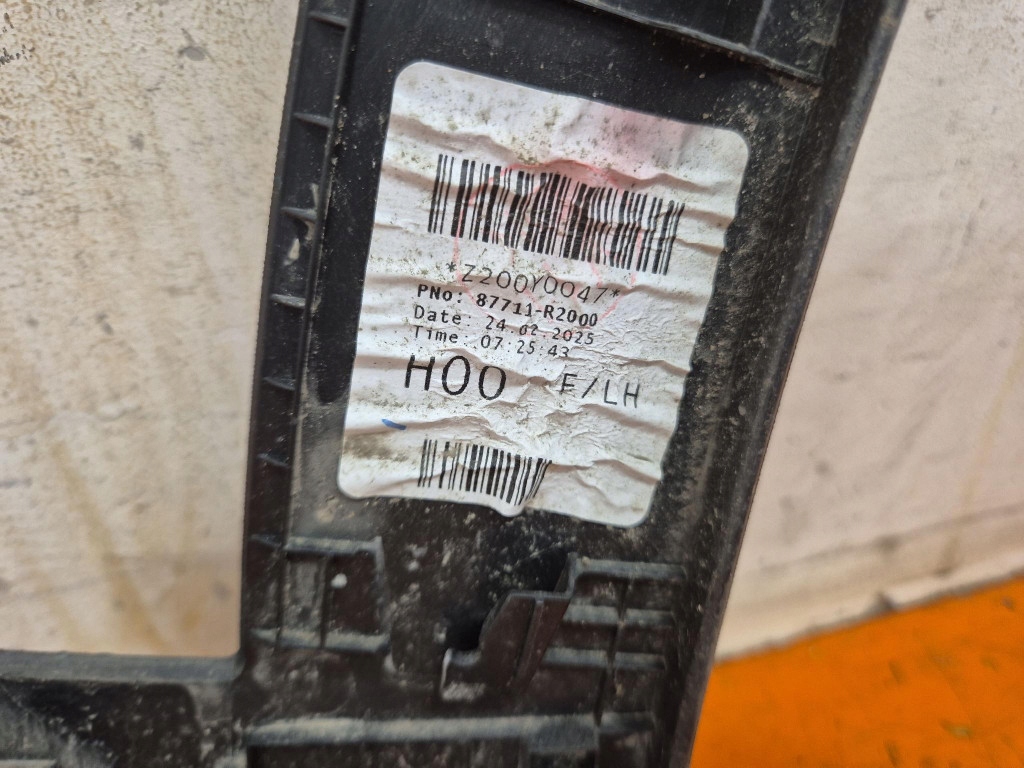 *Z200Y0047*
PNo: 87711-R2000
Date: 24.02.2025
Time: 07:25:43
H00 E/LH